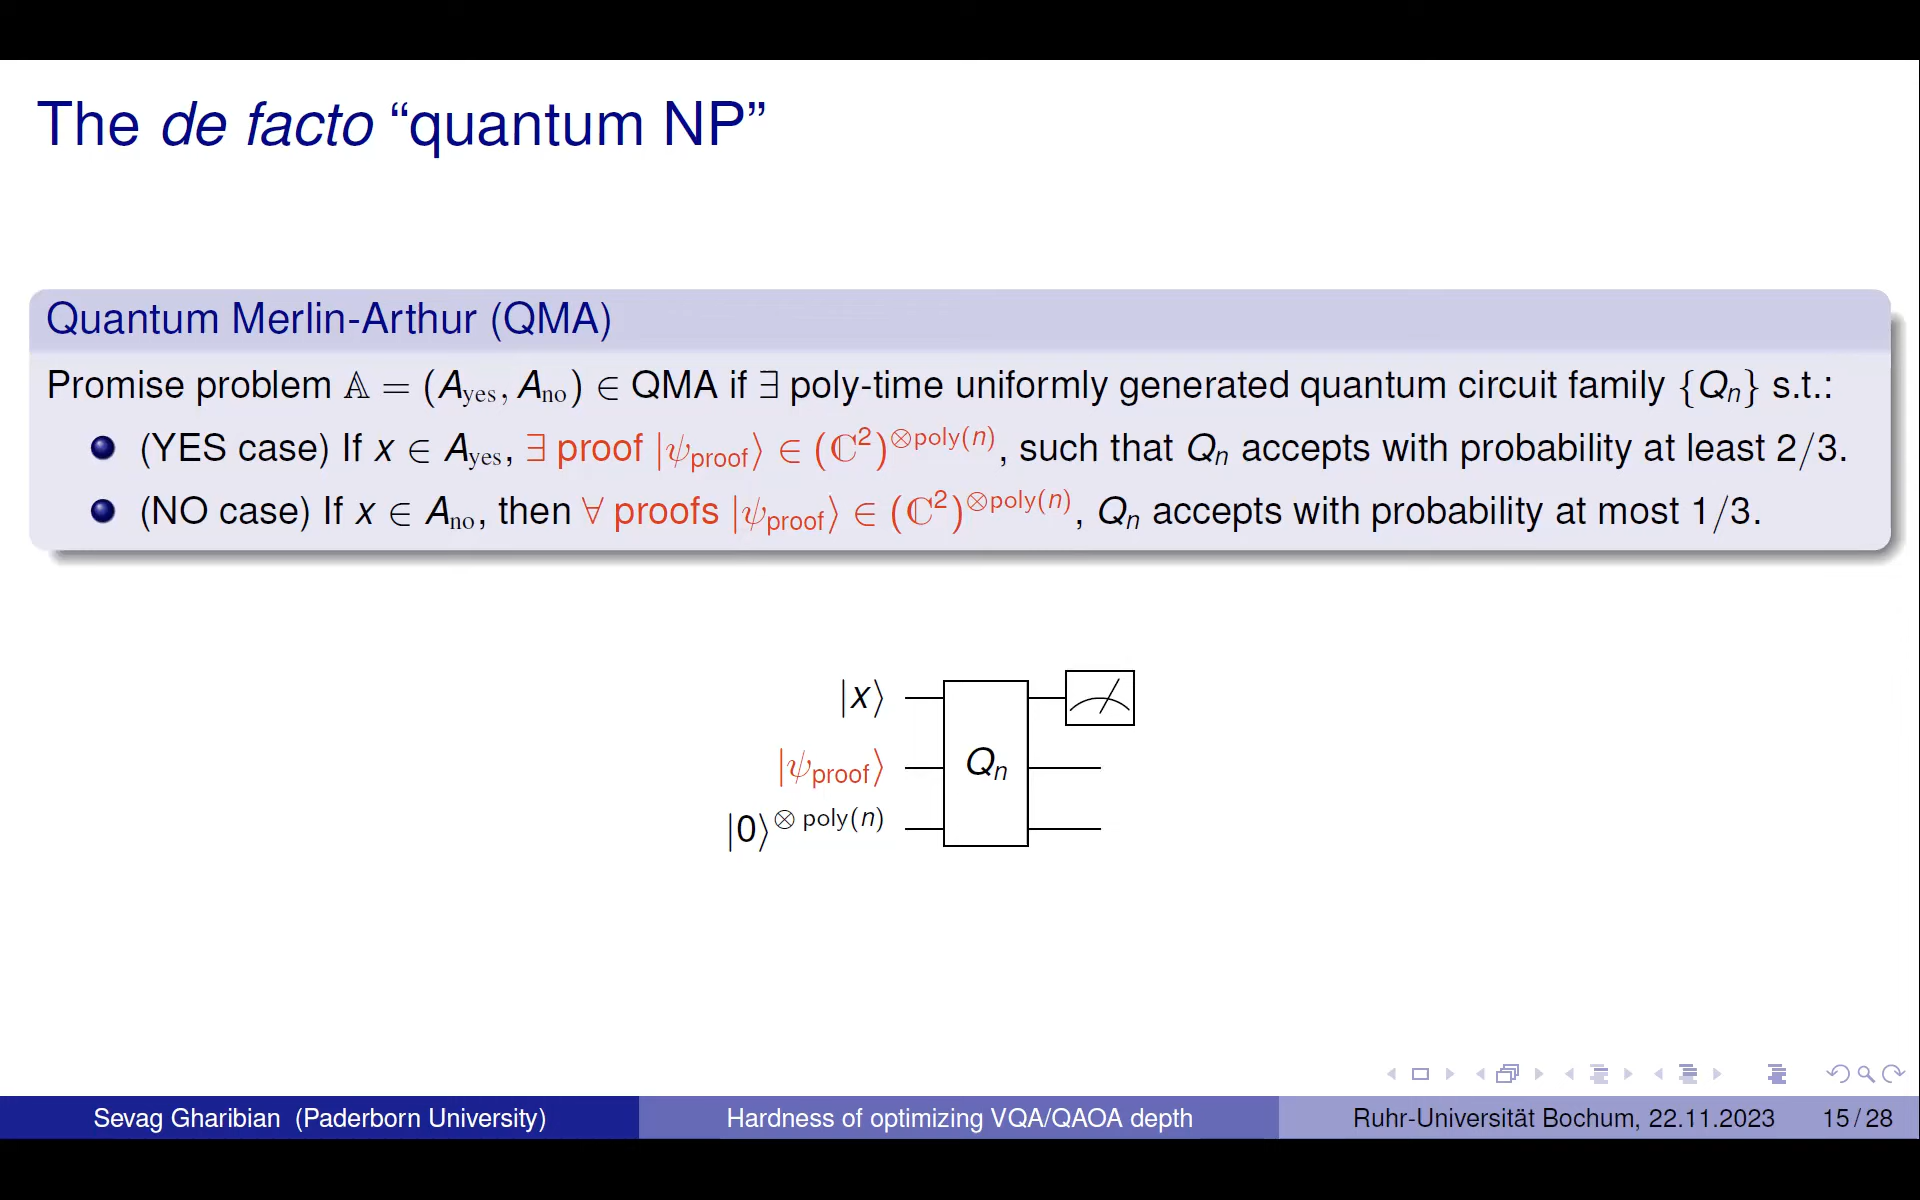 The de facto “quantum NP”
Quantum Merlin-Arthur (QMA)
Promise problem 𝔸 = (A_yes, A_no) ∈ QMA if ∃ poly-time uniformly generated quantum circuit family {Q_n} s.t.:
(YES case) If x ∈ A_yes, ∃ proof |ψ_proof⟩ ∈ (ℂ²)^⊗poly(n), such that Q_n accepts with probability at least 2/3.
(NO case) If x ∈ A_no, then ∀ proofs |ψ_proof⟩ ∈ (ℂ²)^⊗poly(n), Q_n accepts with probability at most 1/3.
|x⟩
|ψ_proof⟩
Q_n
|0⟩^⊗ poly(n)
Sevag Gharibian (Paderborn University)
Hardness of optimizing VQA/QAOA depth
Ruhr-Universität Bochum, 22.11.2023
15 / 28